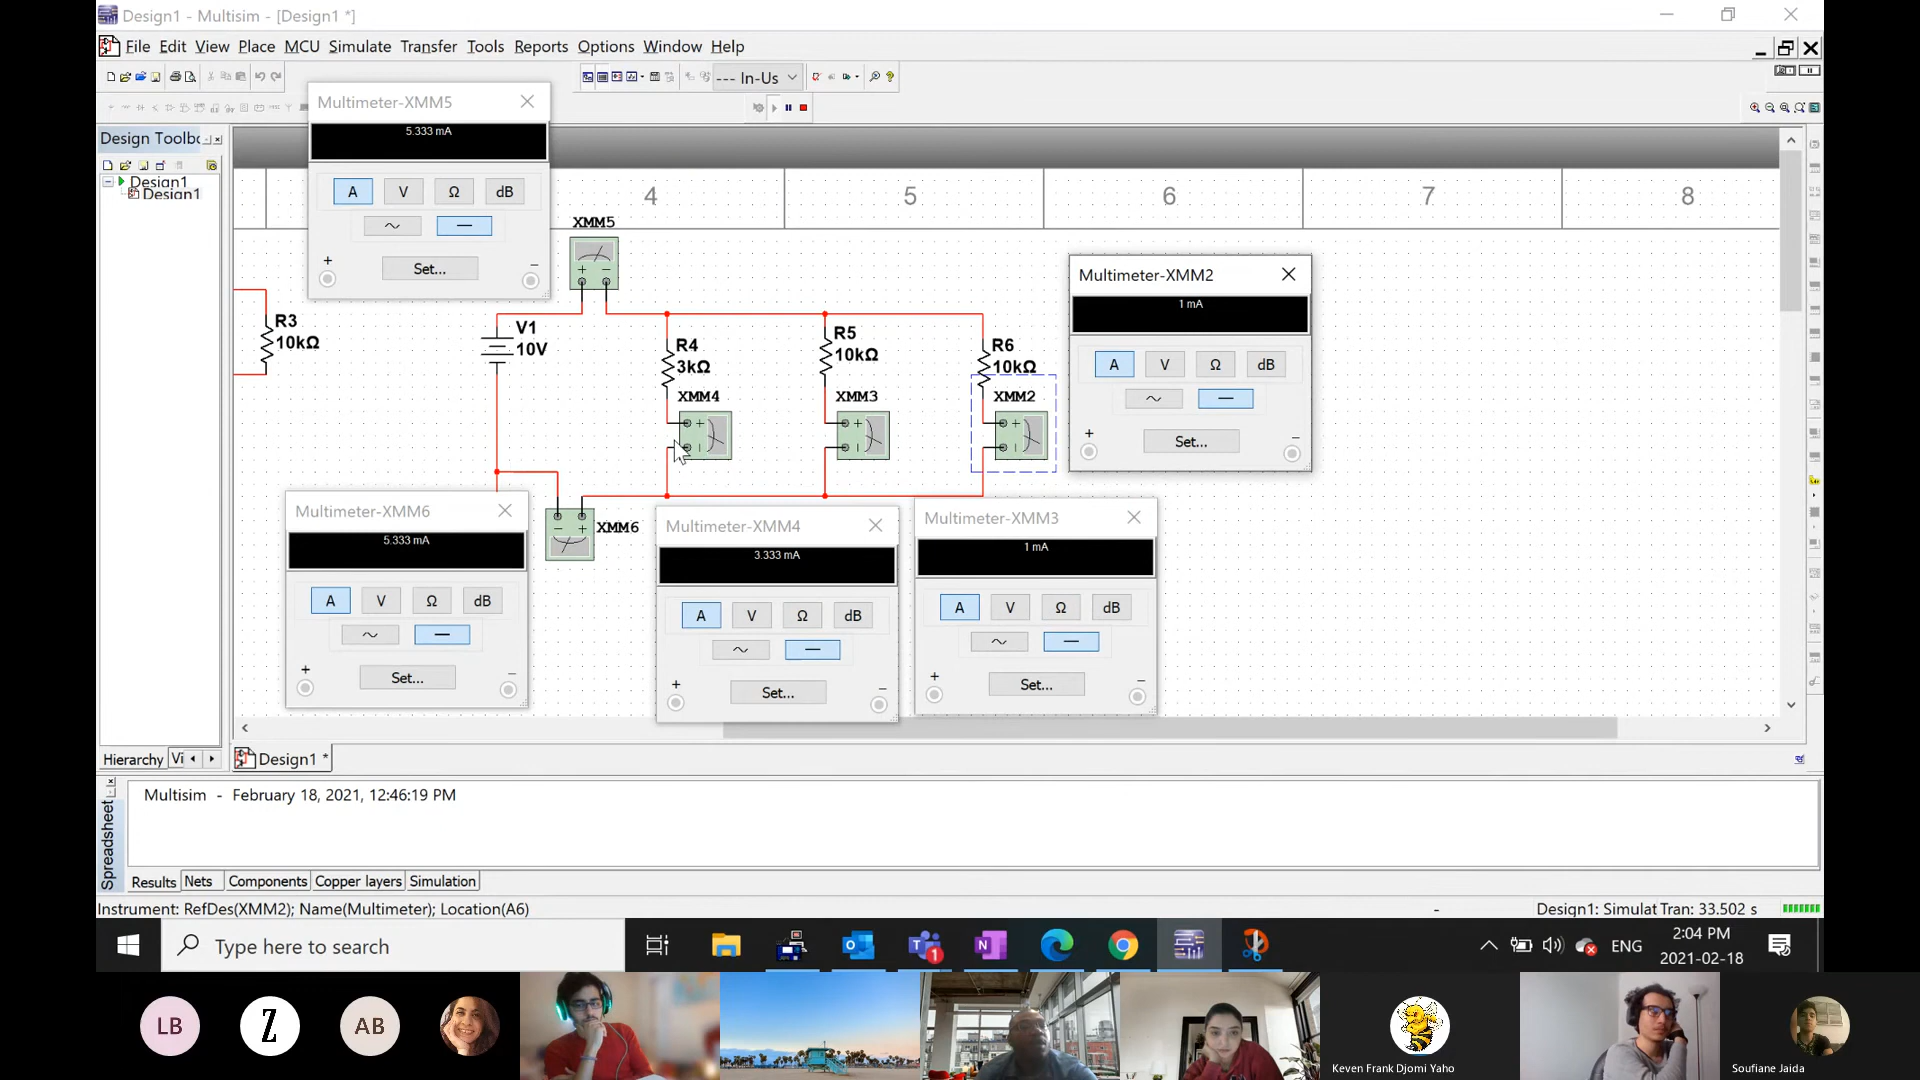 Design1 - Multisim - [Design1 *]
File Edit View Place MCU Simulate Transfer Tools Reports Options Window Help
--- In-Us
Multimeter-XMM5
5.333 mA
A V Ω dB
Set...
+ −
Design Toolbo
Design1
Design1
4 5 6 7 8
XMM5
+ −
Multimeter-XMM2
1 mA
A V Ω dB
Set...
+ −
R3
10kΩ
V1
10V
R4
3kΩ
R5
10kΩ
R6
10kΩ
XMM4
XMM3
XMM2
XMM6
Multimeter-XMM6
5.333 mA
A V Ω dB
Set...
+ −
Multimeter-XMM4
3.333 mA
A V Ω dB
Set...
+ −
Multimeter-XMM3
1 mA
A V Ω dB
Set...
+ −
Hierarchy Vi
Design1 *
Spreadsheet
Multisim - February 18, 2021, 12:46:19 PM
Results Nets Components Copper layers Simulation
Instrument: RefDes(XMM2); Name(Multimeter); Location(A6)
- Design1: Simulat Tran: 33.502 s
Type here to search
1
ENG
2:04 PM
2021-02-18
LB
Z
AB
Keven Frank Djomi Yaho
Soufiane Jaida